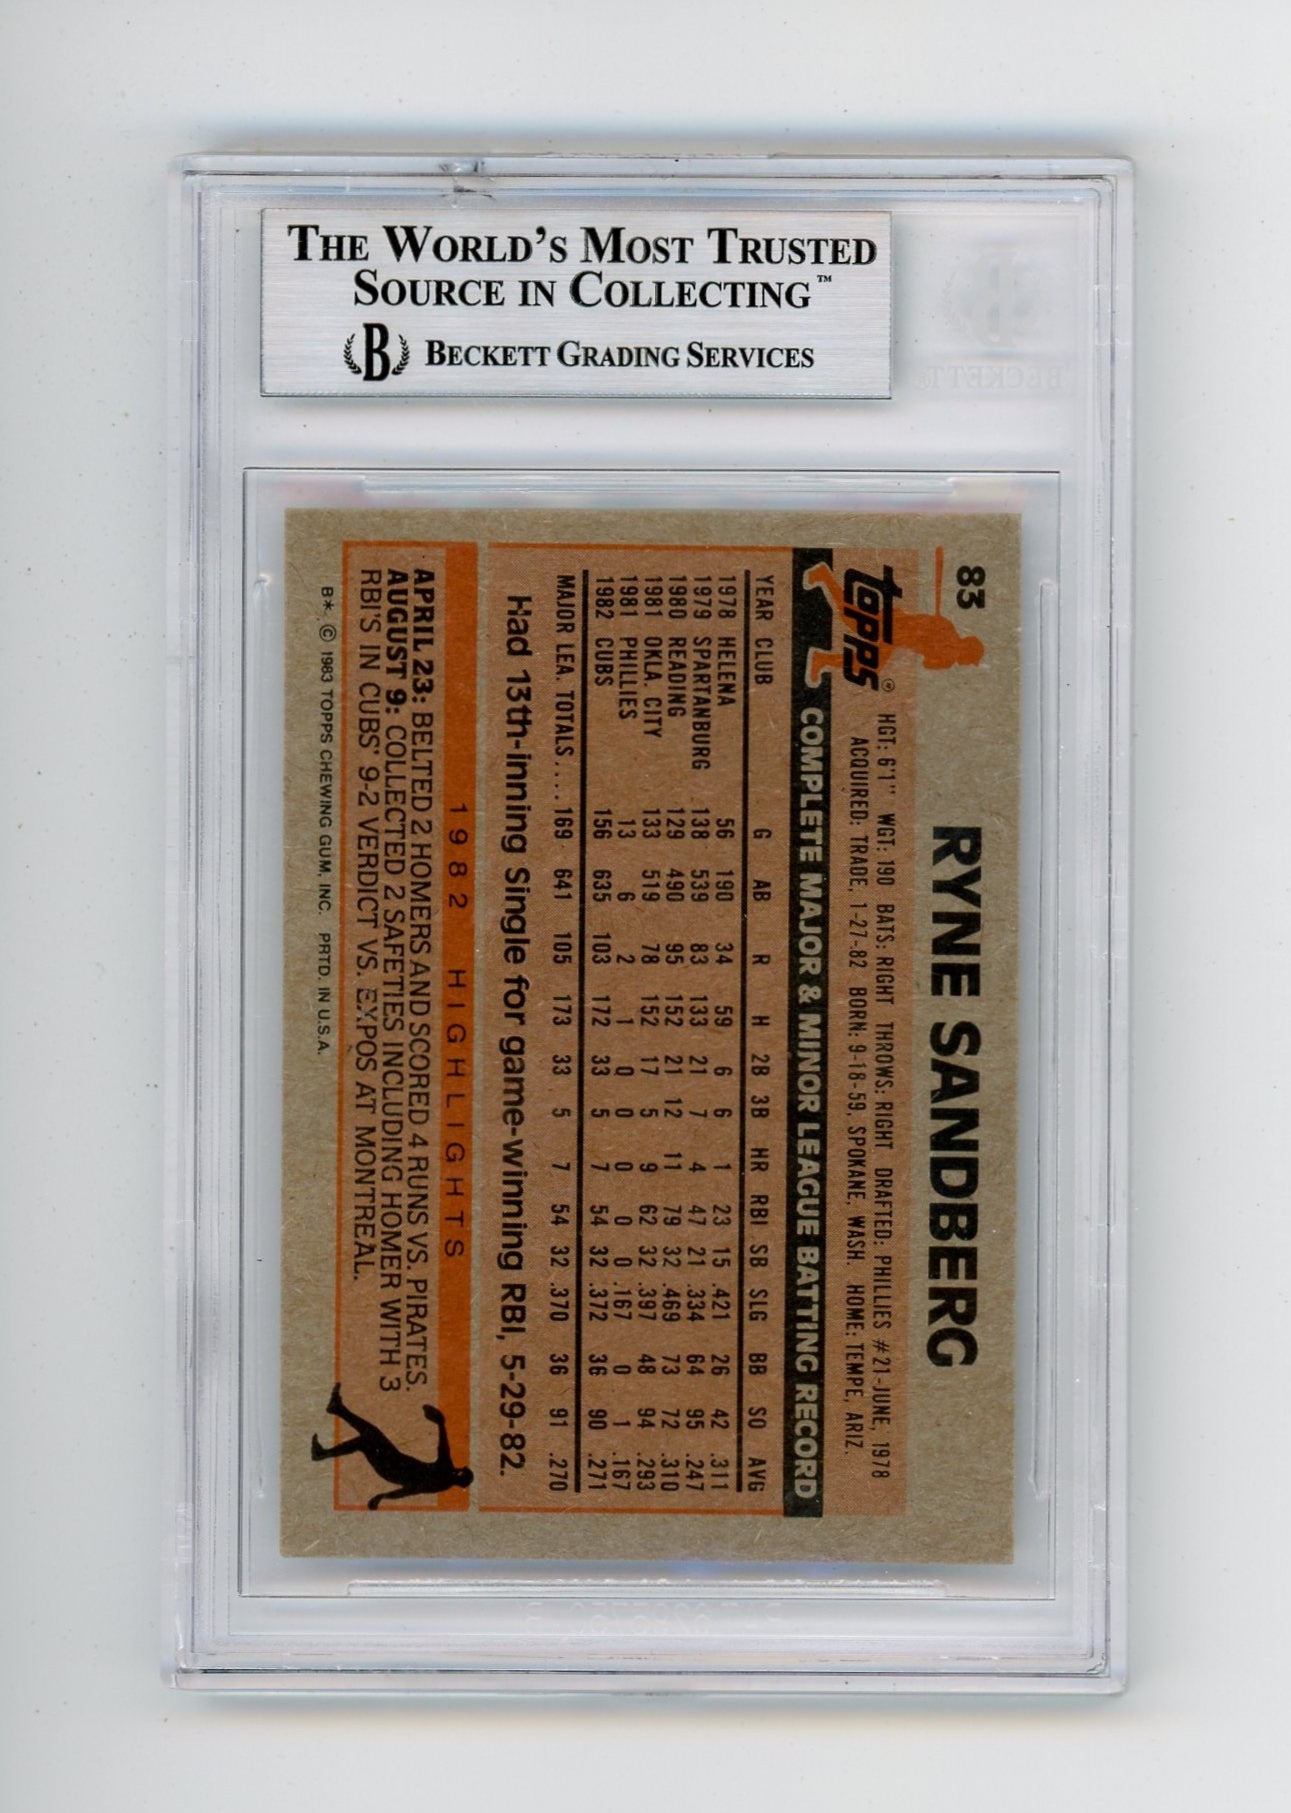 THE WORLD'S MOST TRUSTED
SOURCE IN COLLECTING™
B BECKETT GRADING SERVICES
B
BECKETT®
83
RYNE SANDBERG
topps®
HGT: 6'1" WGT: 190 BATS: RIGHT THROWS: RIGHT DRAFTED: PHILLIES #21-JUNE, 1978
ACQUIRED: TRADE, 1-27-82 BORN: 9-18-59, SPOKANE, WASH. HOME: TEMPE, ARIZ.
COMPLETE MAJOR & MINOR LEAGUE BATTING RECORD
YEAR CLUB G AB R H 2B 3B HR RBI SB SLG BB SO AVG
1978 HELENA 56 190 34 59 6 6 1 23 15 .421 26 42 .311
1979 SPARTANBURG 138 539 83 133 21 7 4 47 21 .334 64 95 .247
1980 READING 129 490 95 152 21 12 11 79 32 .469 73 72 .310
1981 OKLA. CITY 133 519 78 152 17 5 9 62 32 .397 48 94 .293
1981 PHILLIES 13 6 2 1 0 0 0 0 0 .167 0 1 .167
1982 CUBS 156 635 103 172 33 5 7 54 32 .372 36 90 .271
MAJOR LEA. TOTALS.... 169 641 105 173 33 5 7 54 32 .370 36 91 .270
Had 13th-inning Single for game-winning RBI, 5-29-82.
1982 HIGHLIGHTS
APRIL 23: BELTED 2 HOMERS AND SCORED 4 RUNS VS. PIRATES.
AUGUST 9: COLLECTED 2 SAFETIES INCLUDING HOMER WITH 3
RBI'S IN CUBS' 9-2 VERDICT VS. EXPOS AT MONTREAL.
B* © 1983 TOPPS CHEWING GUM, INC. PRTD. IN U.S.A.